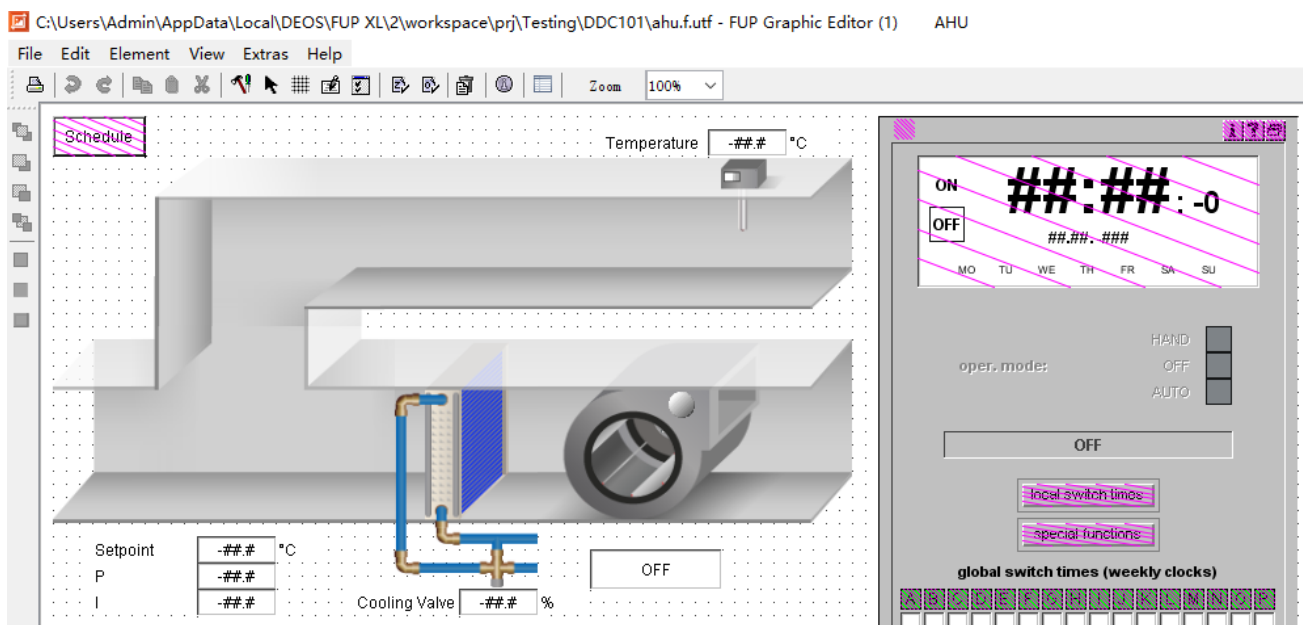 C:\Users\Admin\AppData\Local\DEOS\FUP XL\2\workspace\prj\Testing\DDC101\ahu.f.utf - FUP Graphic Editor (1) AHU
File Edit Element View Extras Help
Zoom 100%
Schedule
Temperature -##.# °C
i ?
ON ##:## : -0
OFF
##.##. ###
MO TU WE TH FR SA SU
HAND
oper. mode: OFF
AUTO
OFF
local switch times
special functions
Setpoint -##.# °C
P -##.#
I -##.#
Cooling Valve -##.# %
OFF
global switch times (weekly clocks)
A B C D E F G H I J K L M N O P